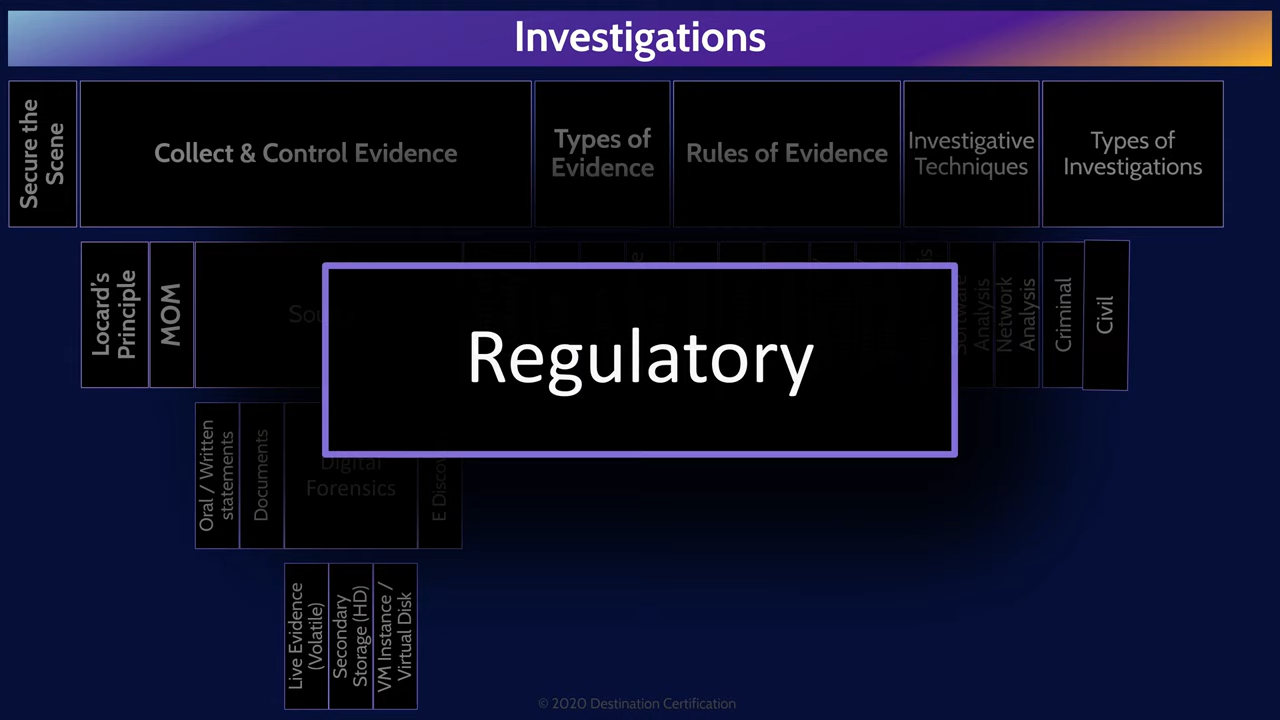 Investigations
Secure the
Scene
Collect & Control Evidence
Types of
Evidence
Rules of Evidence
Investigative
Techniques
Types of
Investigations
Locard's
Principle
MOM
Regulatory
Analysis
Network
Analysis
Criminal
Civil
Oral / Written
statements
Documents
Digital
Forensics
Live Evidence
(Volatile)
Secondary
Storage (HD)
VM Instance /
Virtual Disk
© 2020 Destination Certification